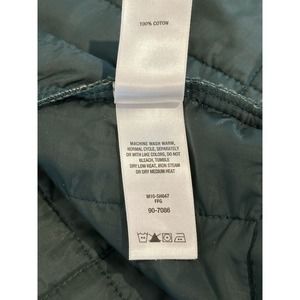 100% COTTON
MACHINE WASH WARM,
NORMAL CYCLE, SEPARATELY
OR WITH LIKE COLORS, DO NOT
BLEACH, TUMBLE
DRY LOW HEAT, IRON STEAM
OR DRY MEDIUM HEAT
W10-SH047
FFG
90-7086